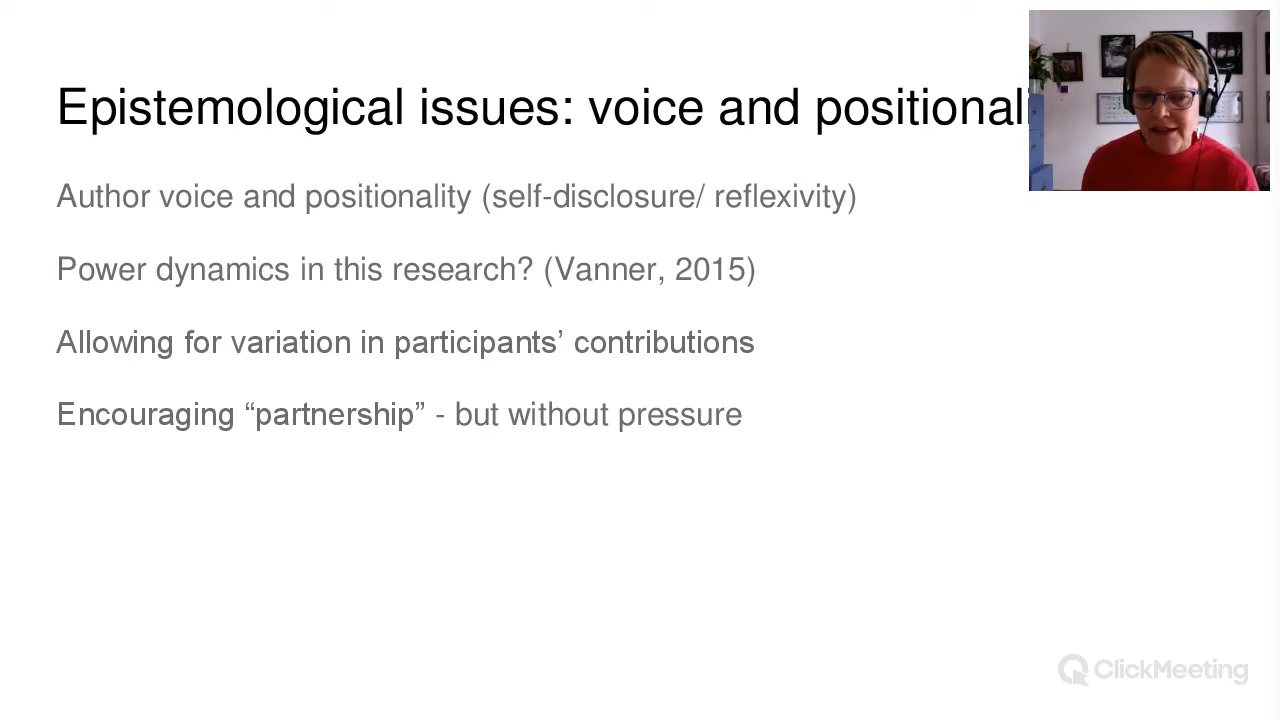 Epistemological issues: voice and positional
Author voice and positionality (self-disclosure/ reflexivity)
Power dynamics in this research? (Vanner, 2015)
Allowing for variation in participants’ contributions
Encouraging “partnership” - but without pressure
ClickMeeting